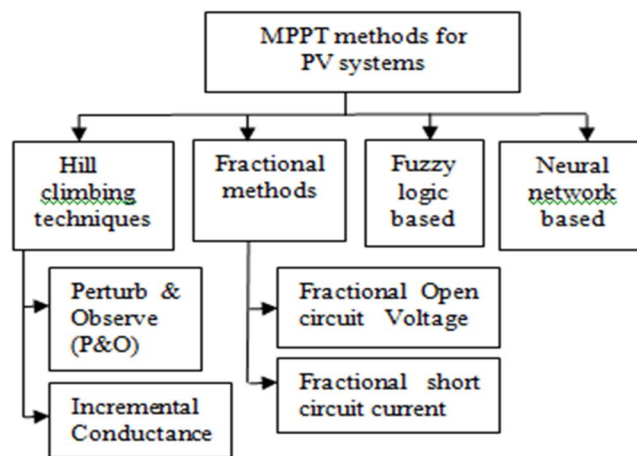 MPPT methods for
PV systems
Hill
climbing
techniques
Fractional
methods
Fuzzy
logic
based
Neural
network
based
Perturb &
Observe
(P&O)
Fractional Open
circuit Voltage
Incremental
Conductance
Fractional short
circuit current